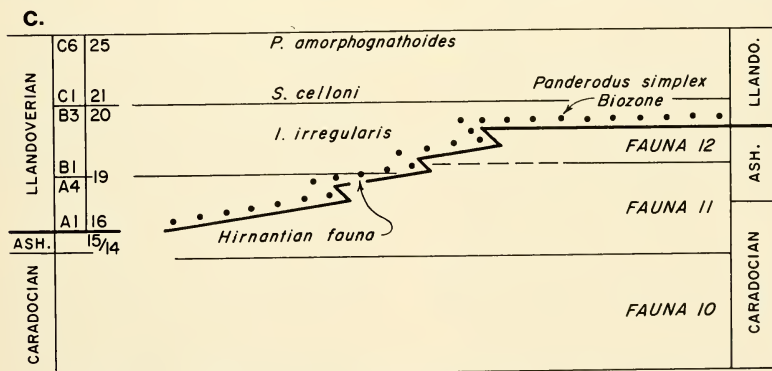 C.
LLANDOVERIAN
ASH.
CARADOCIAN
C6 25
C1 21
B3 20
B1
A4 19
A1 16
15/14
P. amorphognathoides
S. celloni
I. irregularis
Panderodus simplex
Biozone
Hirnantian fauna
FAUNA 12
FAUNA 11
FAUNA 10
LLANDO.
ASH.
CARADOCIAN